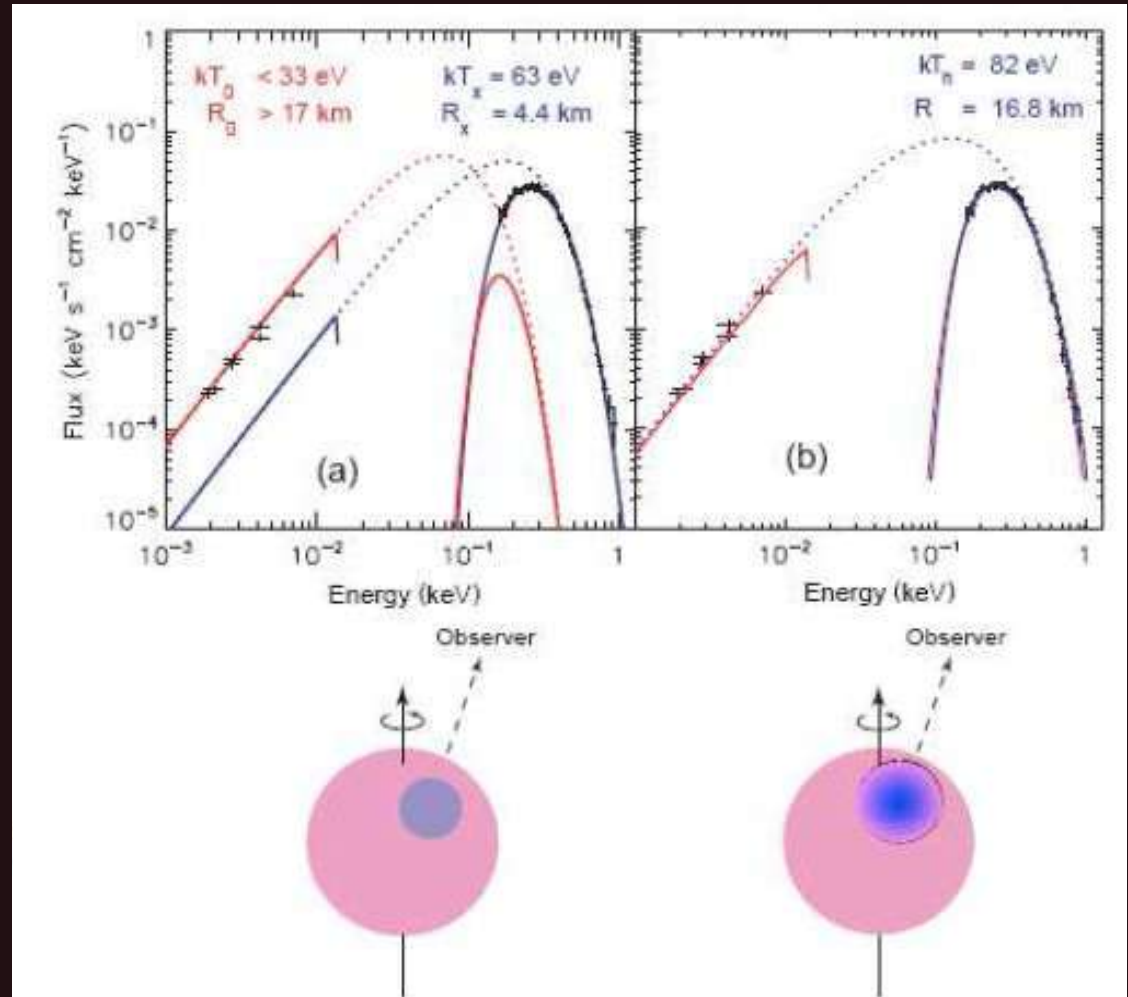 kT₀ < 33 eV
R₀ > 17 km
kTₓ = 63 eV
Rₓ = 4.4 km
kTₕ = 82 eV
R = 16.8 km
1
10⁻¹
10⁻²
10⁻³
10⁻⁴
10⁻⁵
Flux (keV s⁻¹ cm⁻² keV⁻¹)
(a)
(b)
10⁻³
10⁻²
10⁻¹
1
10⁻²
10⁻¹
1
Energy (keV)
Energy (keV)
Observer
Observer